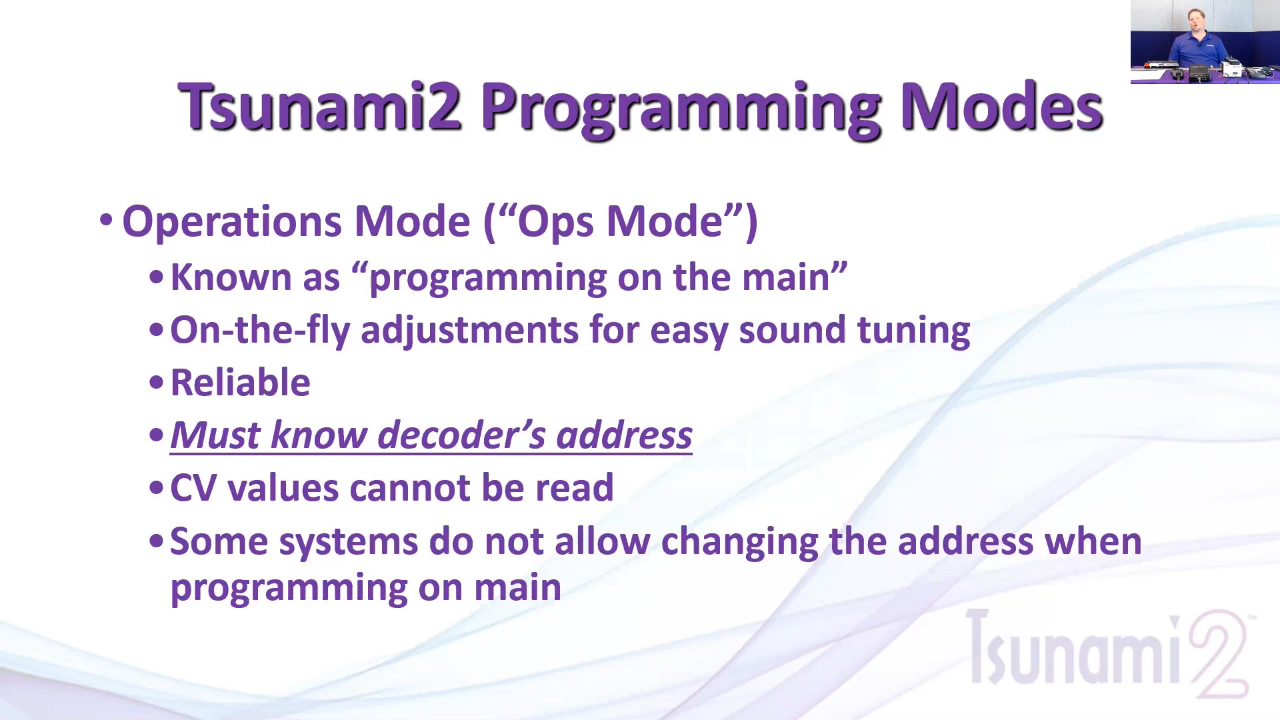 Tsunami2 Programming Modes
• Operations Mode (“Ops Mode”)
•Known as “programming on the main”
•On-the-fly adjustments for easy sound tuning
•Reliable
•Must know decoder’s address
•CV values cannot be read
•Some systems do not allow changing the address when
programming on main
Tsunami2™